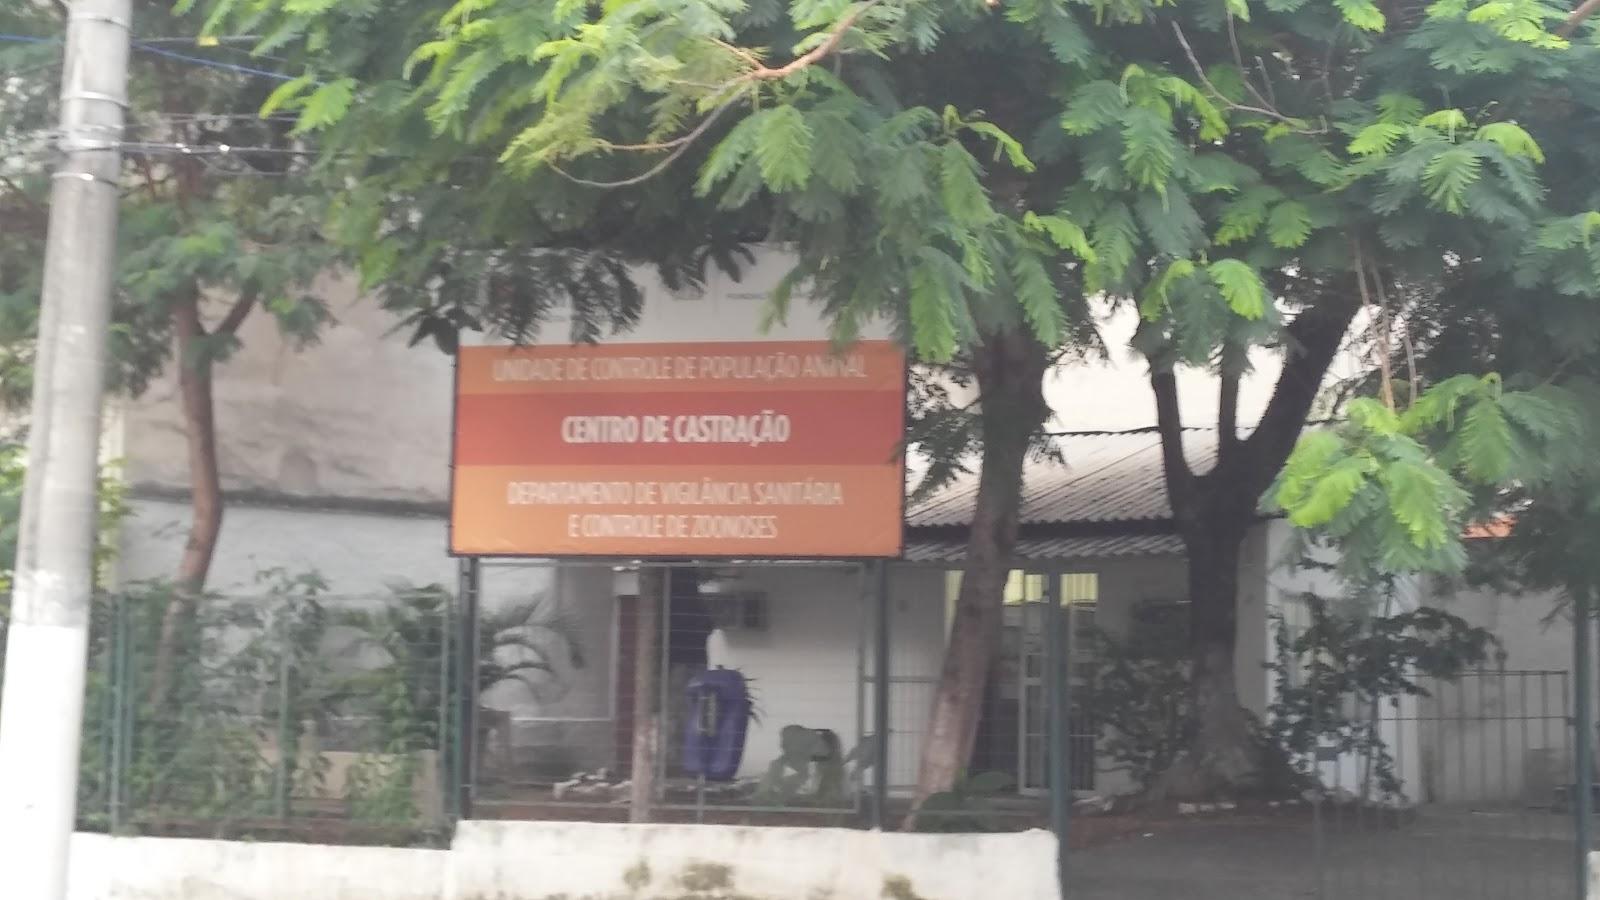 UNIDADE DE CONTROLE DE POPULAÇÃO ANIMAL
CENTRO DE CASTRAÇÃO
DEPARTAMENTO DE VIGILÂNCIA SANITÁRIA
E CONTROLE DE ZOONOSES